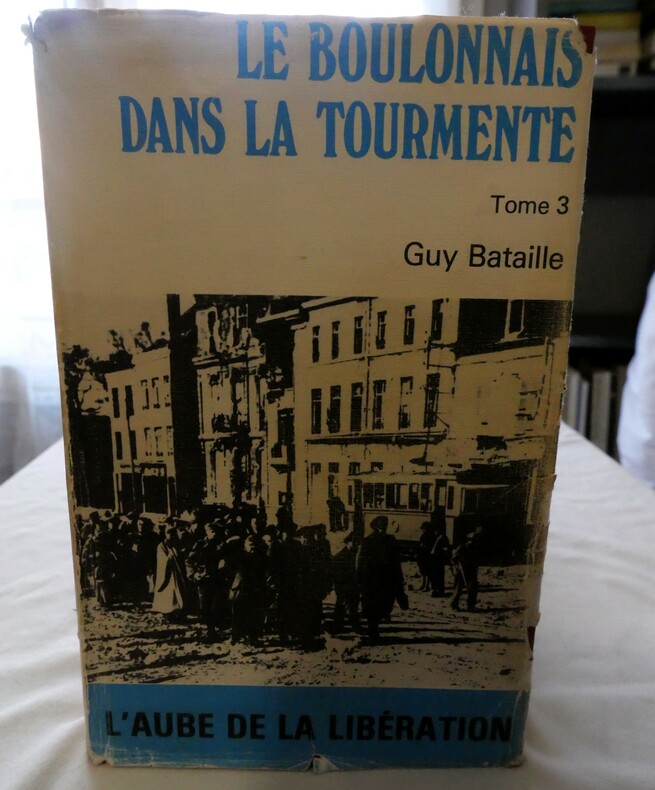 LE BOULONNAIS
DANS LA TOURMENTE
Tome 3
Guy Bataille
L'AUBE DE LA LIBÉRATION